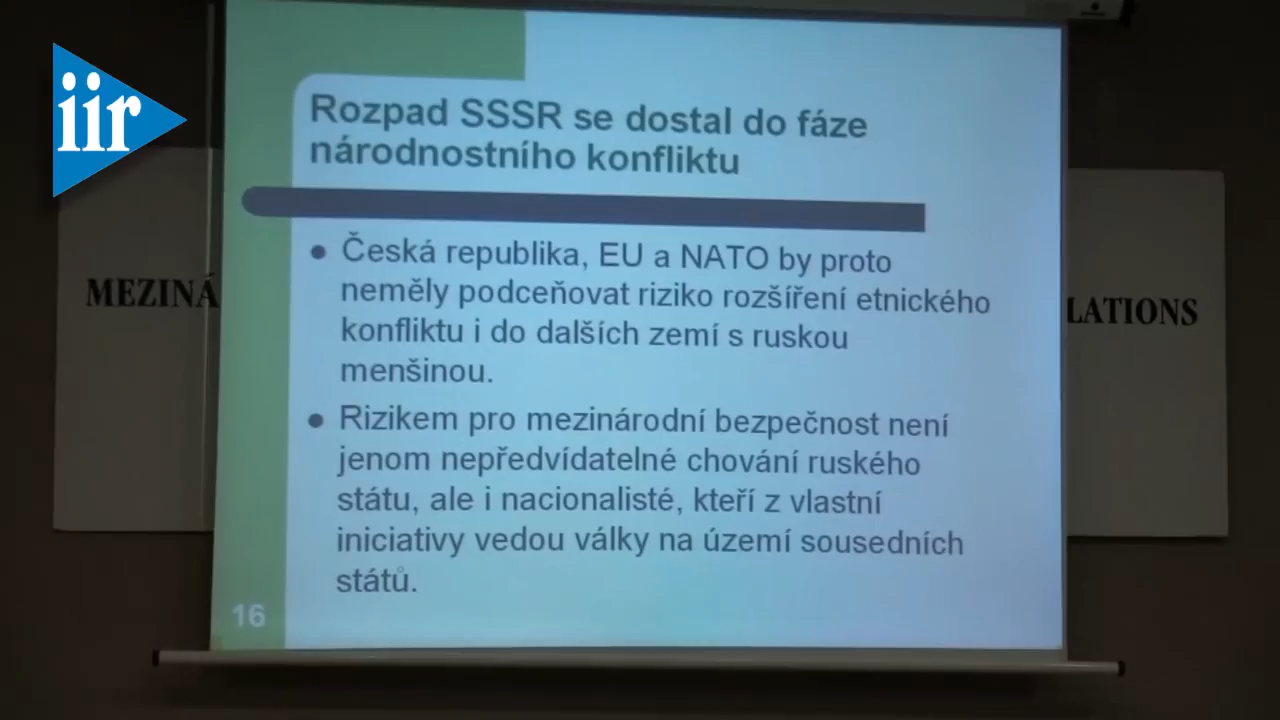 iir
Rozpad SSSR se dostal do fáze
národnostního konfliktu
MEZINÁ
LATIONS
● Česká republika, EU a NATO by proto
neměly podceňovat riziko rozšíření etnického
konfliktu i do dalších zemí s ruskou
menšinou.
● Rizikem pro mezinárodní bezpečnost není
jenom nepředvídatelné chování ruského
státu, ale i nacionalisté, kteří z vlastní
iniciativy vedou války na území sousedních
států.
16